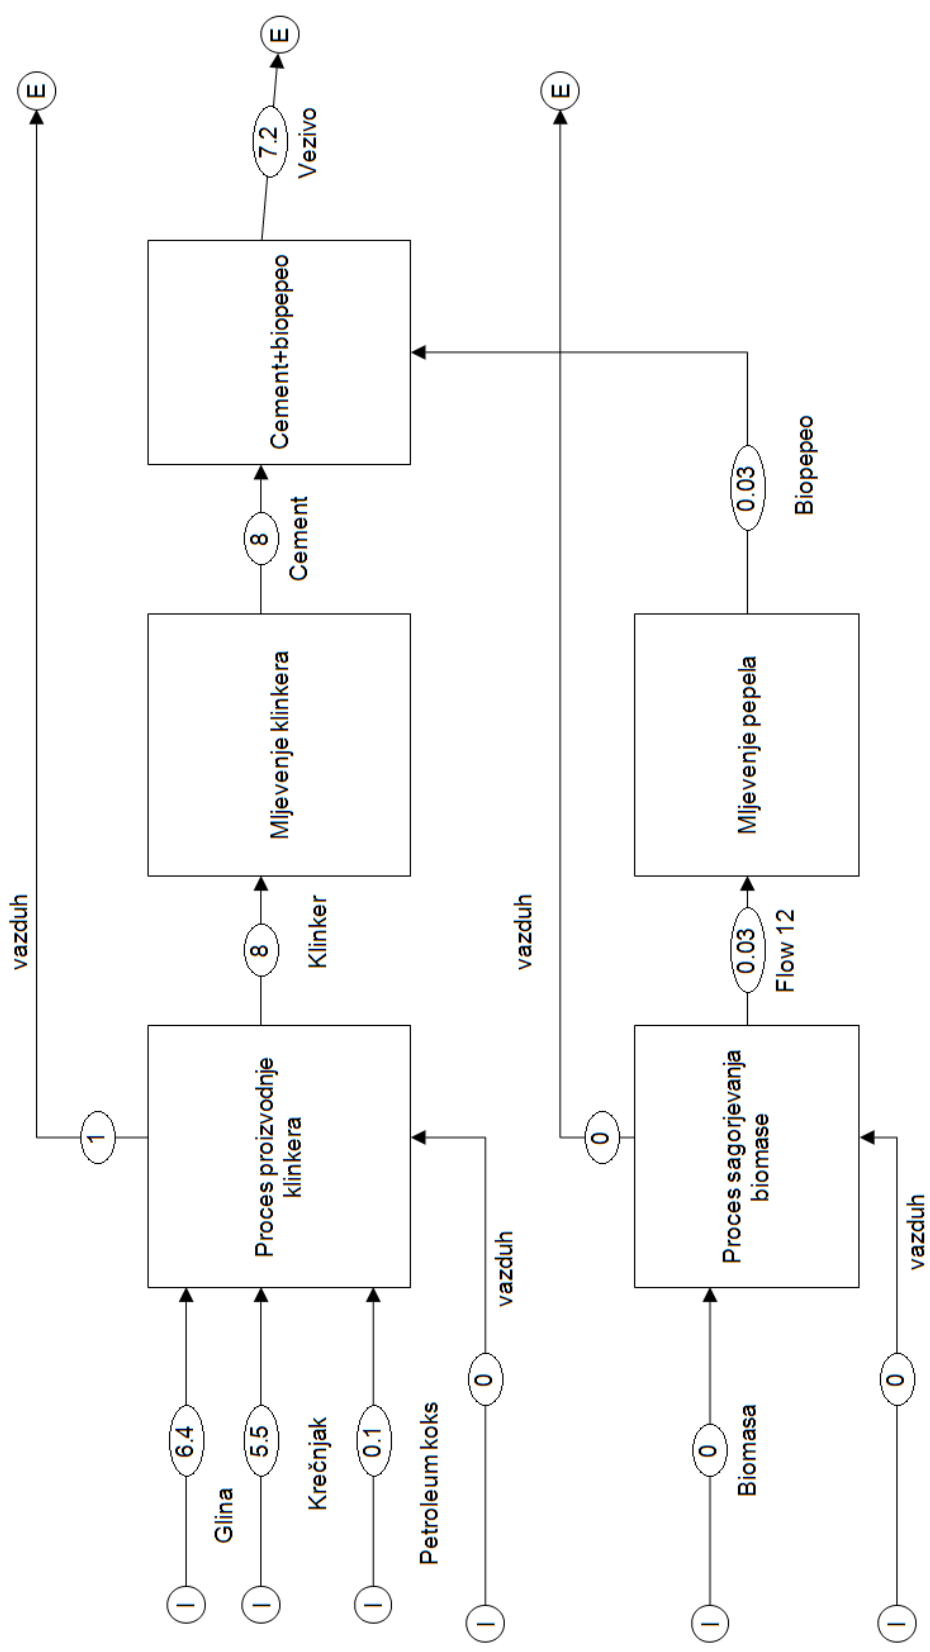 vazduh
E
1
I
6.4
Glina
I
5.5
Krečnjak
I
0.1
Petroleum koks
I
0
vazduh
Proces proizvodnje
klinkera
8
Klinker
Mljevenje klinkera
8
Cement
Cement+biopepeo
7.2
Vezivo
E
vazduh
E
0
I
0
Biomasa
I
0
vazduh
Proces sagorjevanja
biomase
0.03
Flow 12
Mljevenje pepela
0.03
Biopepeo